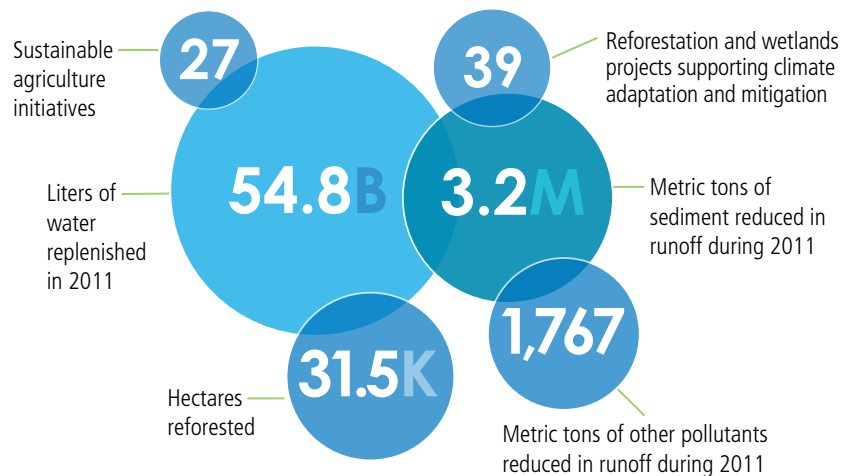 27
Sustainable
agriculture
initiatives
39
Reforestation and wetlands
projects supporting climate
adaptation and mitigation
54.8B
Liters of
water
replenished
in 2011
3.2M
Metric tons of
sediment reduced in
runoff during 2011
31.5K
Hectares
reforested
1,767
Metric tons of other pollutants
reduced in runoff during 2011